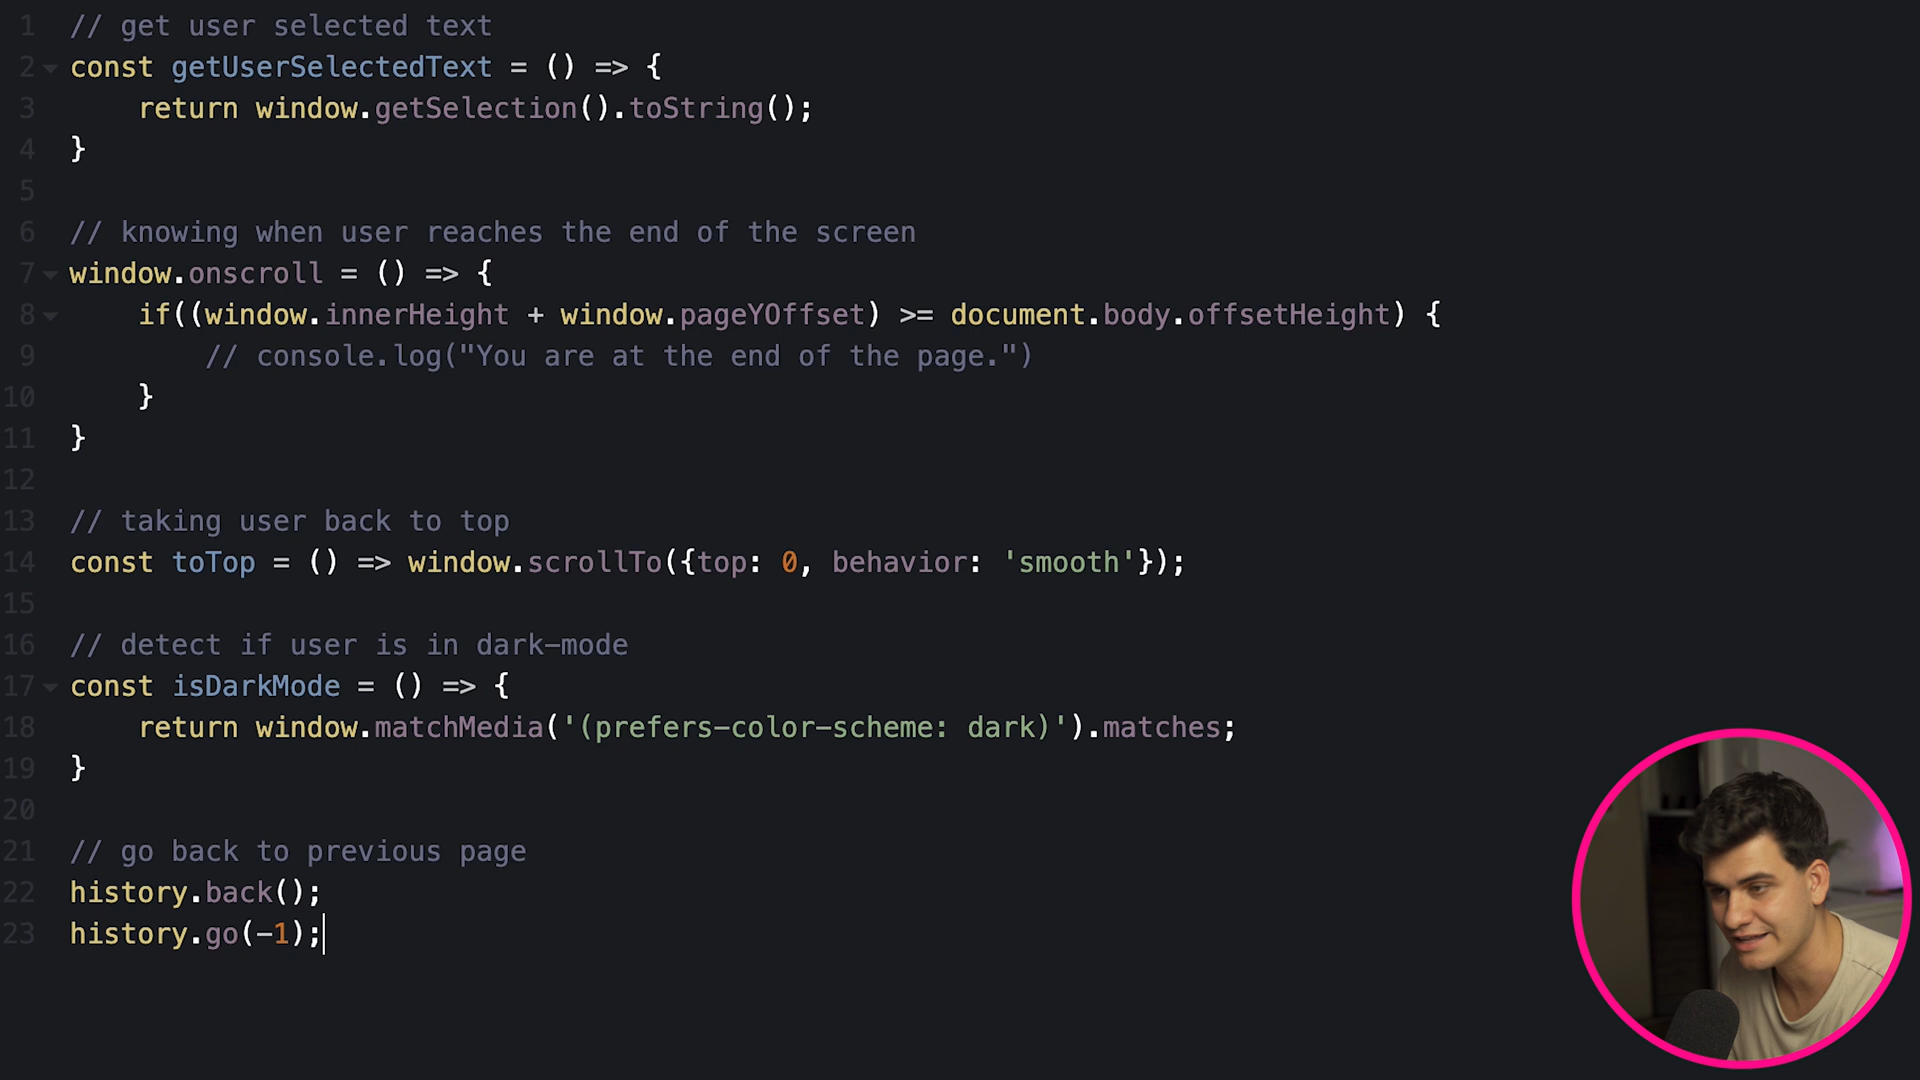 1 // get user selected text
2 const getUserSelectedText = () => {
3     return window.getSelection().toString();
4 }
5
6 // knowing when user reaches the end of the screen
7 window.onscroll = () => {
8     if((window.innerHeight + window.pageYOffset) >= document.body.offsetHeight) {
9         // console.log("You are at the end of the page.")
10     }
11 }
12
13 // taking user back to top
14 const toTop = () => window.scrollTo({top: 0, behavior: 'smooth'});
15
16 // detect if user is in dark-mode
17 const isDarkMode = () => {
18     return window.matchMedia('(prefers-color-scheme: dark)').matches;
19 }
20
21 // go back to previous page
22 history.back();
23 history.go(-1);